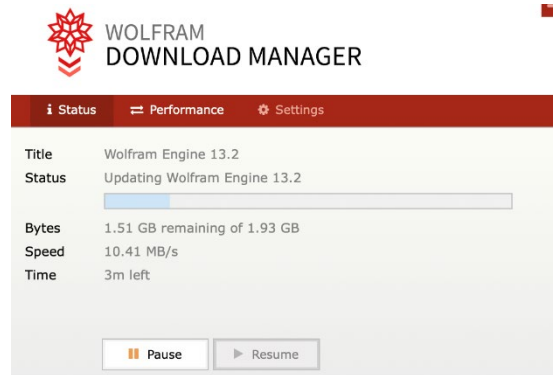 WOLFRAM
DOWNLOAD MANAGER
Status Performance Settings
Title Wolfram Engine 13.2
Status Updating Wolfram Engine 13.2
Bytes 1.51 GB remaining of 1.93 GB
Speed 10.41 MB/s
Time 3m left
Pause Resume